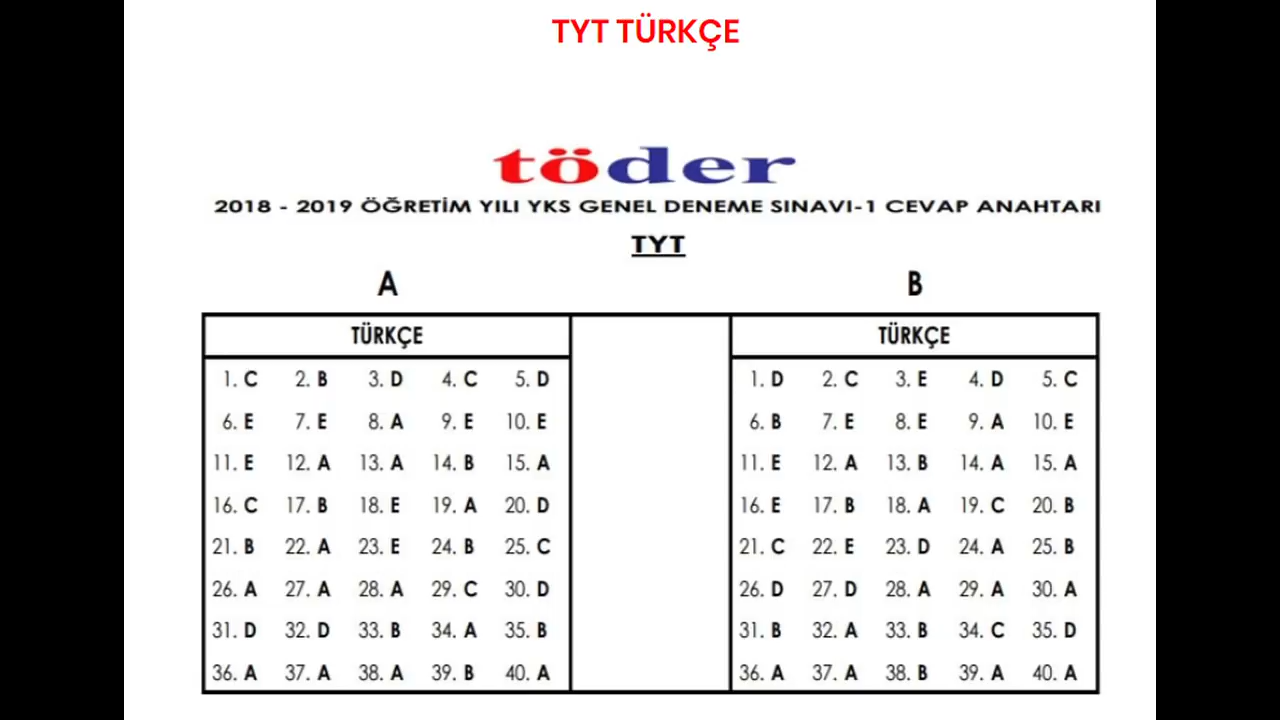 TYT TÜRKÇE
töder
2018 - 2019 ÖĞRETİM YILI YKS GENEL DENEME SINAVI-1 CEVAP ANAHTARI
TYT
A
TÜRKÇE
1. C 2. B 3. D 4. C 5. D
6. E 7. E 8. A 9. E 10. E
11. E 12. A 13. A 14. B 15. A
16. C 17. B 18. E 19. A 20. D
21. B 22. A 23. E 24. B 25. C
26. A 27. A 28. A 29. C 30. D
31. D 32. D 33. B 34. A 35. B
36. A 37. A 38. A 39. B 40. A
B
TÜRKÇE
1. D 2. C 3. E 4. D 5. C
6. B 7. E 8. E 9. A 10. E
11. E 12. A 13. B 14. A 15. A
16. E 17. B 18. A 19. C 20. B
21. C 22. E 23. D 24. A 25. B
26. D 27. D 28. A 29. A 30. A
31. B 32. A 33. B 34. C 35. D
36. A 37. A 38. B 39. A 40. A